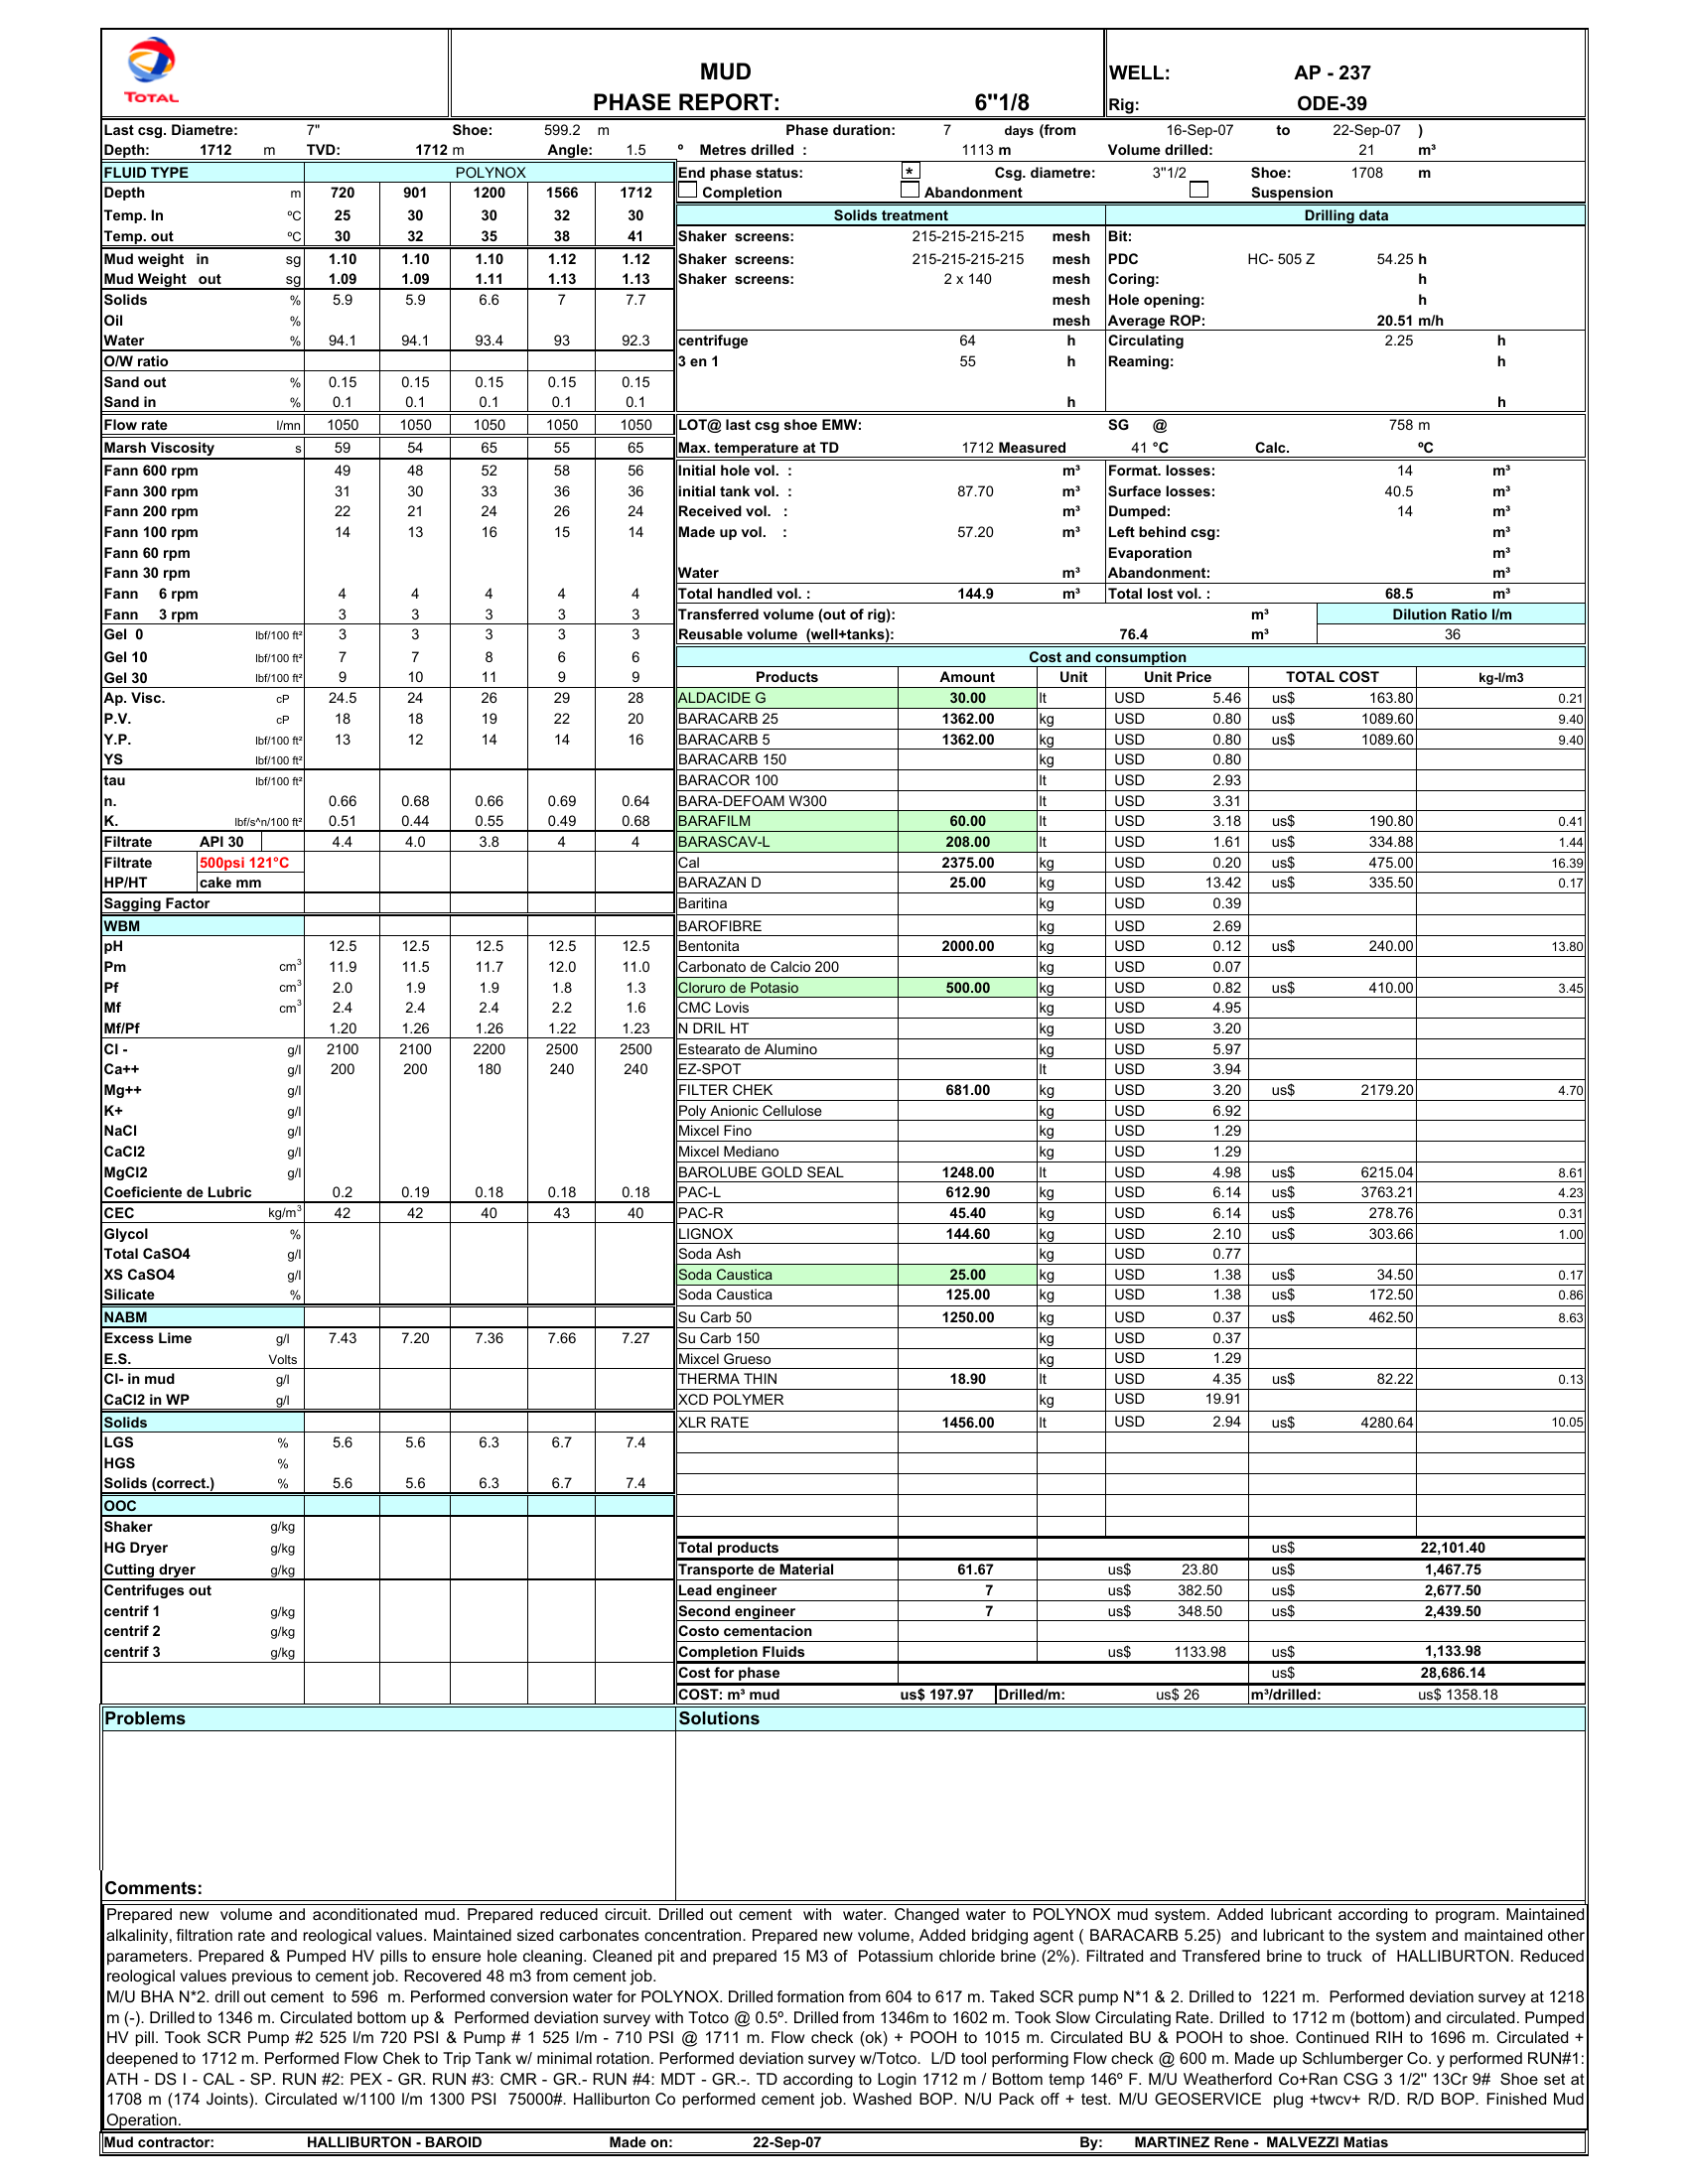 MUD
PHASE REPORT: 6"1/8
WELL: AP - 237
Rig: ODE-39
TOTAL
Last csg. Diametre: 7" Shoe: 599.2 m Phase duration: 7 days (from 16-Sep-07 to 22-Sep-07 )
Depth: 1712 m TVD: 1712 m Angle: 1.5 º Metres drilled : 1113 m Volume drilled: 21 m³
FLUID TYPE POLYNOX End phase status: * Csg. diametre: 3"1/2 Shoe: 1708 m
Depth m 720 901 1200 1566 1712 Completion Abandonment Suspension
Temp. In ºC 25 30 30 32 30 Solids treatment Drilling data
Temp. out ºC 30 32 35 38 41 Shaker screens: 215-215-215-215 mesh Bit:
Mud weight in sg 1.10 1.10 1.10 1.12 1.12 Shaker screens: 215-215-215-215 mesh PDC HC- 505 Z 54.25 h
Mud Weight out sg 1.09 1.09 1.11 1.13 1.13 Shaker screens: 2 x 140 mesh Coring: h
Solids % 5.9 5.9 6.6 7 7.7 mesh Hole opening: h
Oil % mesh Average ROP: 20.51 m/h
Water % 94.1 94.1 93.4 93 92.3 centrifuge 64 h Circulating 2.25 h
O/W ratio 3 en 1 55 h Reaming: h
Sand out % 0.15 0.15 0.15 0.15 0.15
Sand in % 0.1 0.1 0.1 0.1 0.1 h h
Flow rate l/mn 1050 1050 1050 1050 1050 LOT@ last csg shoe EMW: SG @ 758 m
Marsh Viscosity s 59 54 65 55 65 Max. temperature at TD 1712 Measured 41 °C Calc. ºC
Fann 600 rpm 49 48 52 58 56 Initial hole vol. : m³ Format. losses: 14 m³
Fann 300 rpm 31 30 33 36 36 initial tank vol. : 87.70 m³ Surface losses: 40.5 m³
Fann 200 rpm 22 21 24 26 24 Received vol. : m³ Dumped: 14 m³
Fann 100 rpm 14 13 16 15 14 Made up vol. : 57.20 m³ Left behind csg: m³
Fann 60 rpm Evaporation m³
Fann 30 rpm Water m³ Abandonment: m³
Fann 6 rpm 4 4 4 4 4 Total handled vol. : 144.9 m³ Total lost vol. : 68.5 m³
Fann 3 rpm 3 3 3 3 3 Transferred volume (out of rig): m³ Dilution Ratio l/m
Gel 0 lbf/100 ft² 3 3 3 3 3 Reusable volume (well+tanks): 76.4 m³ 36
Gel 10 lbf/100 ft² 7 7 8 6 6 Cost and consumption
Gel 30 lbf/100 ft² 9 10 11 9 9 Products Amount Unit Unit Price TOTAL COST kg-l/m3
Ap. Visc. cP 24.5 24 26 29 28 ALDACIDE G 30.00 lt USD 5.46 us$ 163.80 0.21
P.V. cP 18 18 19 22 20 BARACARB 25 1362.00 kg USD 0.80 us$ 1089.60 9.40
Y.P. lbf/100 ft² 13 12 14 14 16 BARACARB 5 1362.00 kg USD 0.80 us$ 1089.60 9.40
YS lbf/100 ft² BARACARB 150 kg USD 0.80
tau lbf/100 ft² BARACOR 100 lt USD 2.93
n. 0.66 0.68 0.66 0.69 0.64 BARA-DEFOAM W300 lt USD 3.31
K. lbf/s^n/100 ft² 0.51 0.44 0.55 0.49 0.68 BARAFILM 60.00 lt USD 3.18 us$ 190.80 0.41
Filtrate API 30 4.4 4.0 3.8 4 4 BARASCAV-L 208.00 lt USD 1.61 us$ 334.88 1.44
Filtrate 500psi 121°C Cal 2375.00 kg USD 0.20 us$ 475.00 16.39
HP/HT cake mm BARAZAN D 25.00 kg USD 13.42 us$ 335.50 0.17
Sagging Factor Baritina kg USD 0.39
WBM BAROFIBRE kg USD 2.69
pH 12.5 12.5 12.5 12.5 12.5 Bentonita 2000.00 kg USD 0.12 us$ 240.00 13.80
Pm cm3 11.9 11.5 11.7 12.0 11.0 Carbonato de Calcio 200 kg USD 0.07
Pf cm3 2.0 1.9 1.9 1.8 1.3 Cloruro de Potasio 500.00 kg USD 0.82 us$ 410.00 3.45
Mf cm3 2.4 2.4 2.4 2.2 1.6 CMC Lovis kg USD 4.95
Mf/Pf 1.20 1.26 1.26 1.22 1.23 N DRIL HT kg USD 3.20
Cl - g/l 2100 2100 2200 2500 2500 Estearato de Alumino kg USD 5.97
Ca++ g/l 200 200 180 240 240 EZ-SPOT lt USD 3.94
Mg++ g/l FILTER CHEK 681.00 kg USD 3.20 us$ 2179.20 4.70
K+ g/l Poly Anionic Cellulose kg USD 6.92
NaCl g/l Mixcel Fino kg USD 1.29
CaCl2 g/l Mixcel Mediano kg USD 1.29
MgCl2 g/l BAROLUBE GOLD SEAL 1248.00 lt USD 4.98 us$ 6215.04 8.61
Coeficiente de Lubric 0.2 0.19 0.18 0.18 0.18 PAC-L 612.90 kg USD 6.14 us$ 3763.21 4.23
CEC kg/m3 42 42 40 43 40 PAC-R 45.40 kg USD 6.14 us$ 278.76 0.31
Glycol % LIGNOX 144.60 kg USD 2.10 us$ 303.66 1.00
Total CaSO4 g/l Soda Ash kg USD 0.77
XS CaSO4 g/l Soda Caustica 25.00 kg USD 1.38 us$ 34.50 0.17
Silicate % Soda Caustica 125.00 kg USD 1.38 us$ 172.50 0.86
NABM Su Carb 50 1250.00 kg USD 0.37 us$ 462.50 8.63
Excess Lime g/l 7.43 7.20 7.36 7.66 7.27 Su Carb 150 kg USD 0.37
E.S. Volts Mixcel Grueso kg USD 1.29
Cl- in mud g/l THERMA THIN 18.90 lt USD 4.35 us$ 82.22 0.13
CaCl2 in WP g/l XCD POLYMER kg USD 19.91
Solids XLR RATE 1456.00 lt USD 2.94 us$ 4280.64 10.05
LGS % 5.6 5.6 6.3 6.7 7.4
HGS %
Solids (correct.) % 5.6 5.6 6.3 6.7 7.4
OOC
Shaker g/kg
HG Dryer g/kg Total products us$ 22,101.40
Cutting dryer g/kg Transporte de Material 61.67 us$ 23.80 us$ 1,467.75
Centrifuges out Lead engineer 7 us$ 382.50 us$ 2,677.50
centrif 1 g/kg Second engineer 7 us$ 348.50 us$ 2,439.50
centrif 2 g/kg Costo cementacion
centrif 3 g/kg Completion Fluids us$ 1133.98 us$ 1,133.98
Cost for phase us$ 28,686.14
COST: m³ mud us$ 197.97 Drilled/m: us$ 26 m³/drilled: us$ 1358.18
Problems Solutions
Comments:
Prepared new volume and aconditionated mud. Prepared reduced circuit. Drilled out cement with water. Changed water to POLYNOX mud system. Added lubricant according to program. Maintained
alkalinity, filtration rate and reological values. Maintained sized carbonates concentration. Prepared new volume, Added bridging agent ( BARACARB 5.25) and lubricant to the system and maintained other
parameters. Prepared & Pumped HV pills to ensure hole cleaning. Cleaned pit and prepared 15 M3 of Potassium chloride brine (2%). Filtrated and Transfered brine to truck of HALLIBURTON. Reduced
reological values previous to cement job. Recovered 48 m3 from cement job.
M/U BHA N*2. drill out cement to 596 m. Performed conversion water for POLYNOX. Drilled formation from 604 to 617 m. Taked SCR pump N*1 & 2. Drilled to 1221 m. Performed deviation survey at 1218
m (-). Drilled to 1346 m. Circulated bottom up & Performed deviation survey with Totco @ 0.5º. Drilled from 1346m to 1602 m. Took Slow Circulating Rate. Drilled to 1712 m (bottom) and circulated. Pumped
HV pill. Took SCR Pump #2 525 l/m 720 PSI & Pump # 1 525 l/m - 710 PSI @ 1711 m. Flow check (ok) + POOH to 1015 m. Circulated BU & POOH to shoe. Continued RIH to 1696 m. Circulated +
deepened to 1712 m. Performed Flow Chek to Trip Tank w/ minimal rotation. Performed deviation survey w/Totco. L/D tool performing Flow check @ 600 m. Made up Schlumberger Co. y performed RUN#1:
ATH - DS I - CAL - SP. RUN #2: PEX - GR. RUN #3: CMR - GR.- RUN #4: MDT - GR.-. TD according to Login 1712 m / Bottom temp 146º F. M/U Weatherford Co+Ran CSG 3 1/2" 13Cr 9# Shoe set at
1708 m (174 Joints). Circulated w/1100 l/m 1300 PSI 75000#. Halliburton Co performed cement job. Washed BOP. N/U Pack off + test. M/U GEOSERVICE plug +twcv+ R/D. R/D BOP. Finished Mud
Operation.
Mud contractor: HALLIBURTON - BAROID Made on: 22-Sep-07 By: MARTINEZ Rene - MALVEZZI Matias